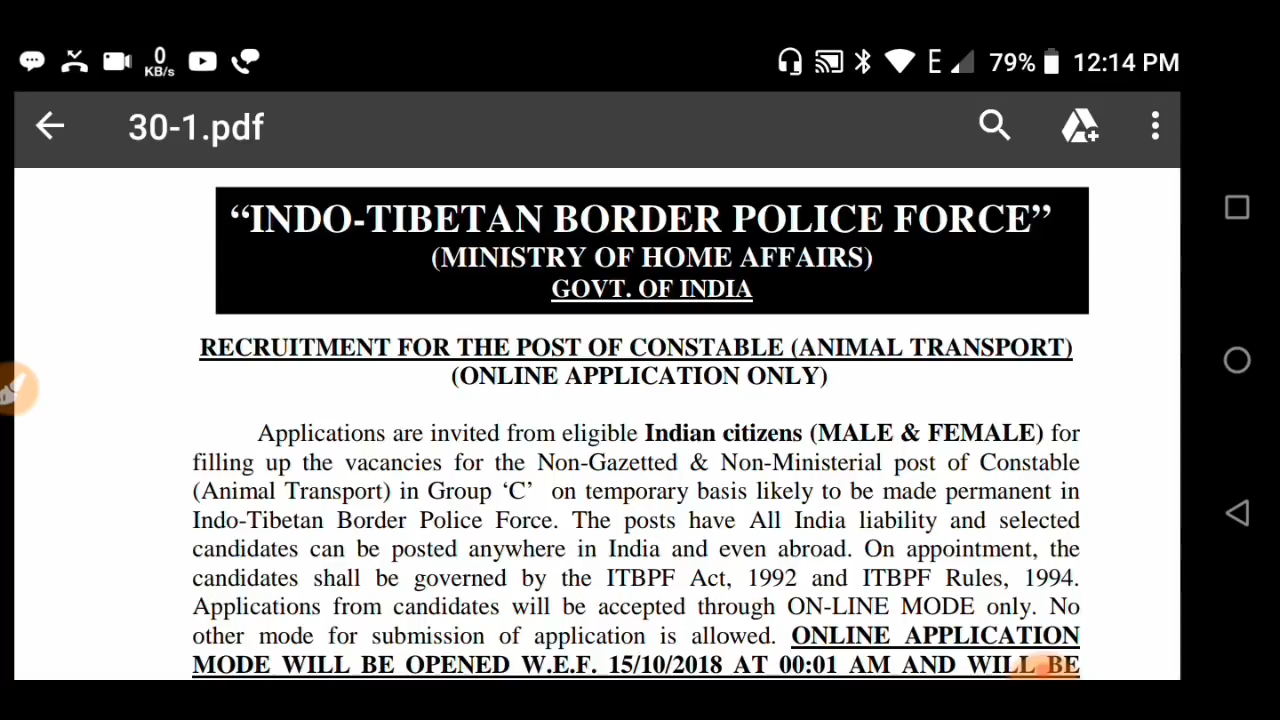 0
KB/s
E
79%
12:14 PM
30-1.pdf
“INDO-TIBETAN BORDER POLICE FORCE”
(MINISTRY OF HOME AFFAIRS)
GOVT. OF INDIA
RECRUITMENT FOR THE POST OF CONSTABLE (ANIMAL TRANSPORT)
(ONLINE APPLICATION ONLY)
Applications are invited from eligible Indian citizens (MALE & FEMALE) for
filling up the vacancies for the Non-Gazetted & Non-Ministerial post of Constable
(Animal Transport) in Group ‘C’ on temporary basis likely to be made permanent in
Indo-Tibetan Border Police Force. The posts have All India liability and selected
candidates can be posted anywhere in India and even abroad. On appointment, the
candidates shall be governed by the ITBPF Act, 1992 and ITBPF Rules, 1994.
Applications from candidates will be accepted through ON-LINE MODE only. No
other mode for submission of application is allowed. ONLINE APPLICATION
MODE WILL BE OPENED W.E.F. 15/10/2018 AT 00:01 AM AND WILL BE